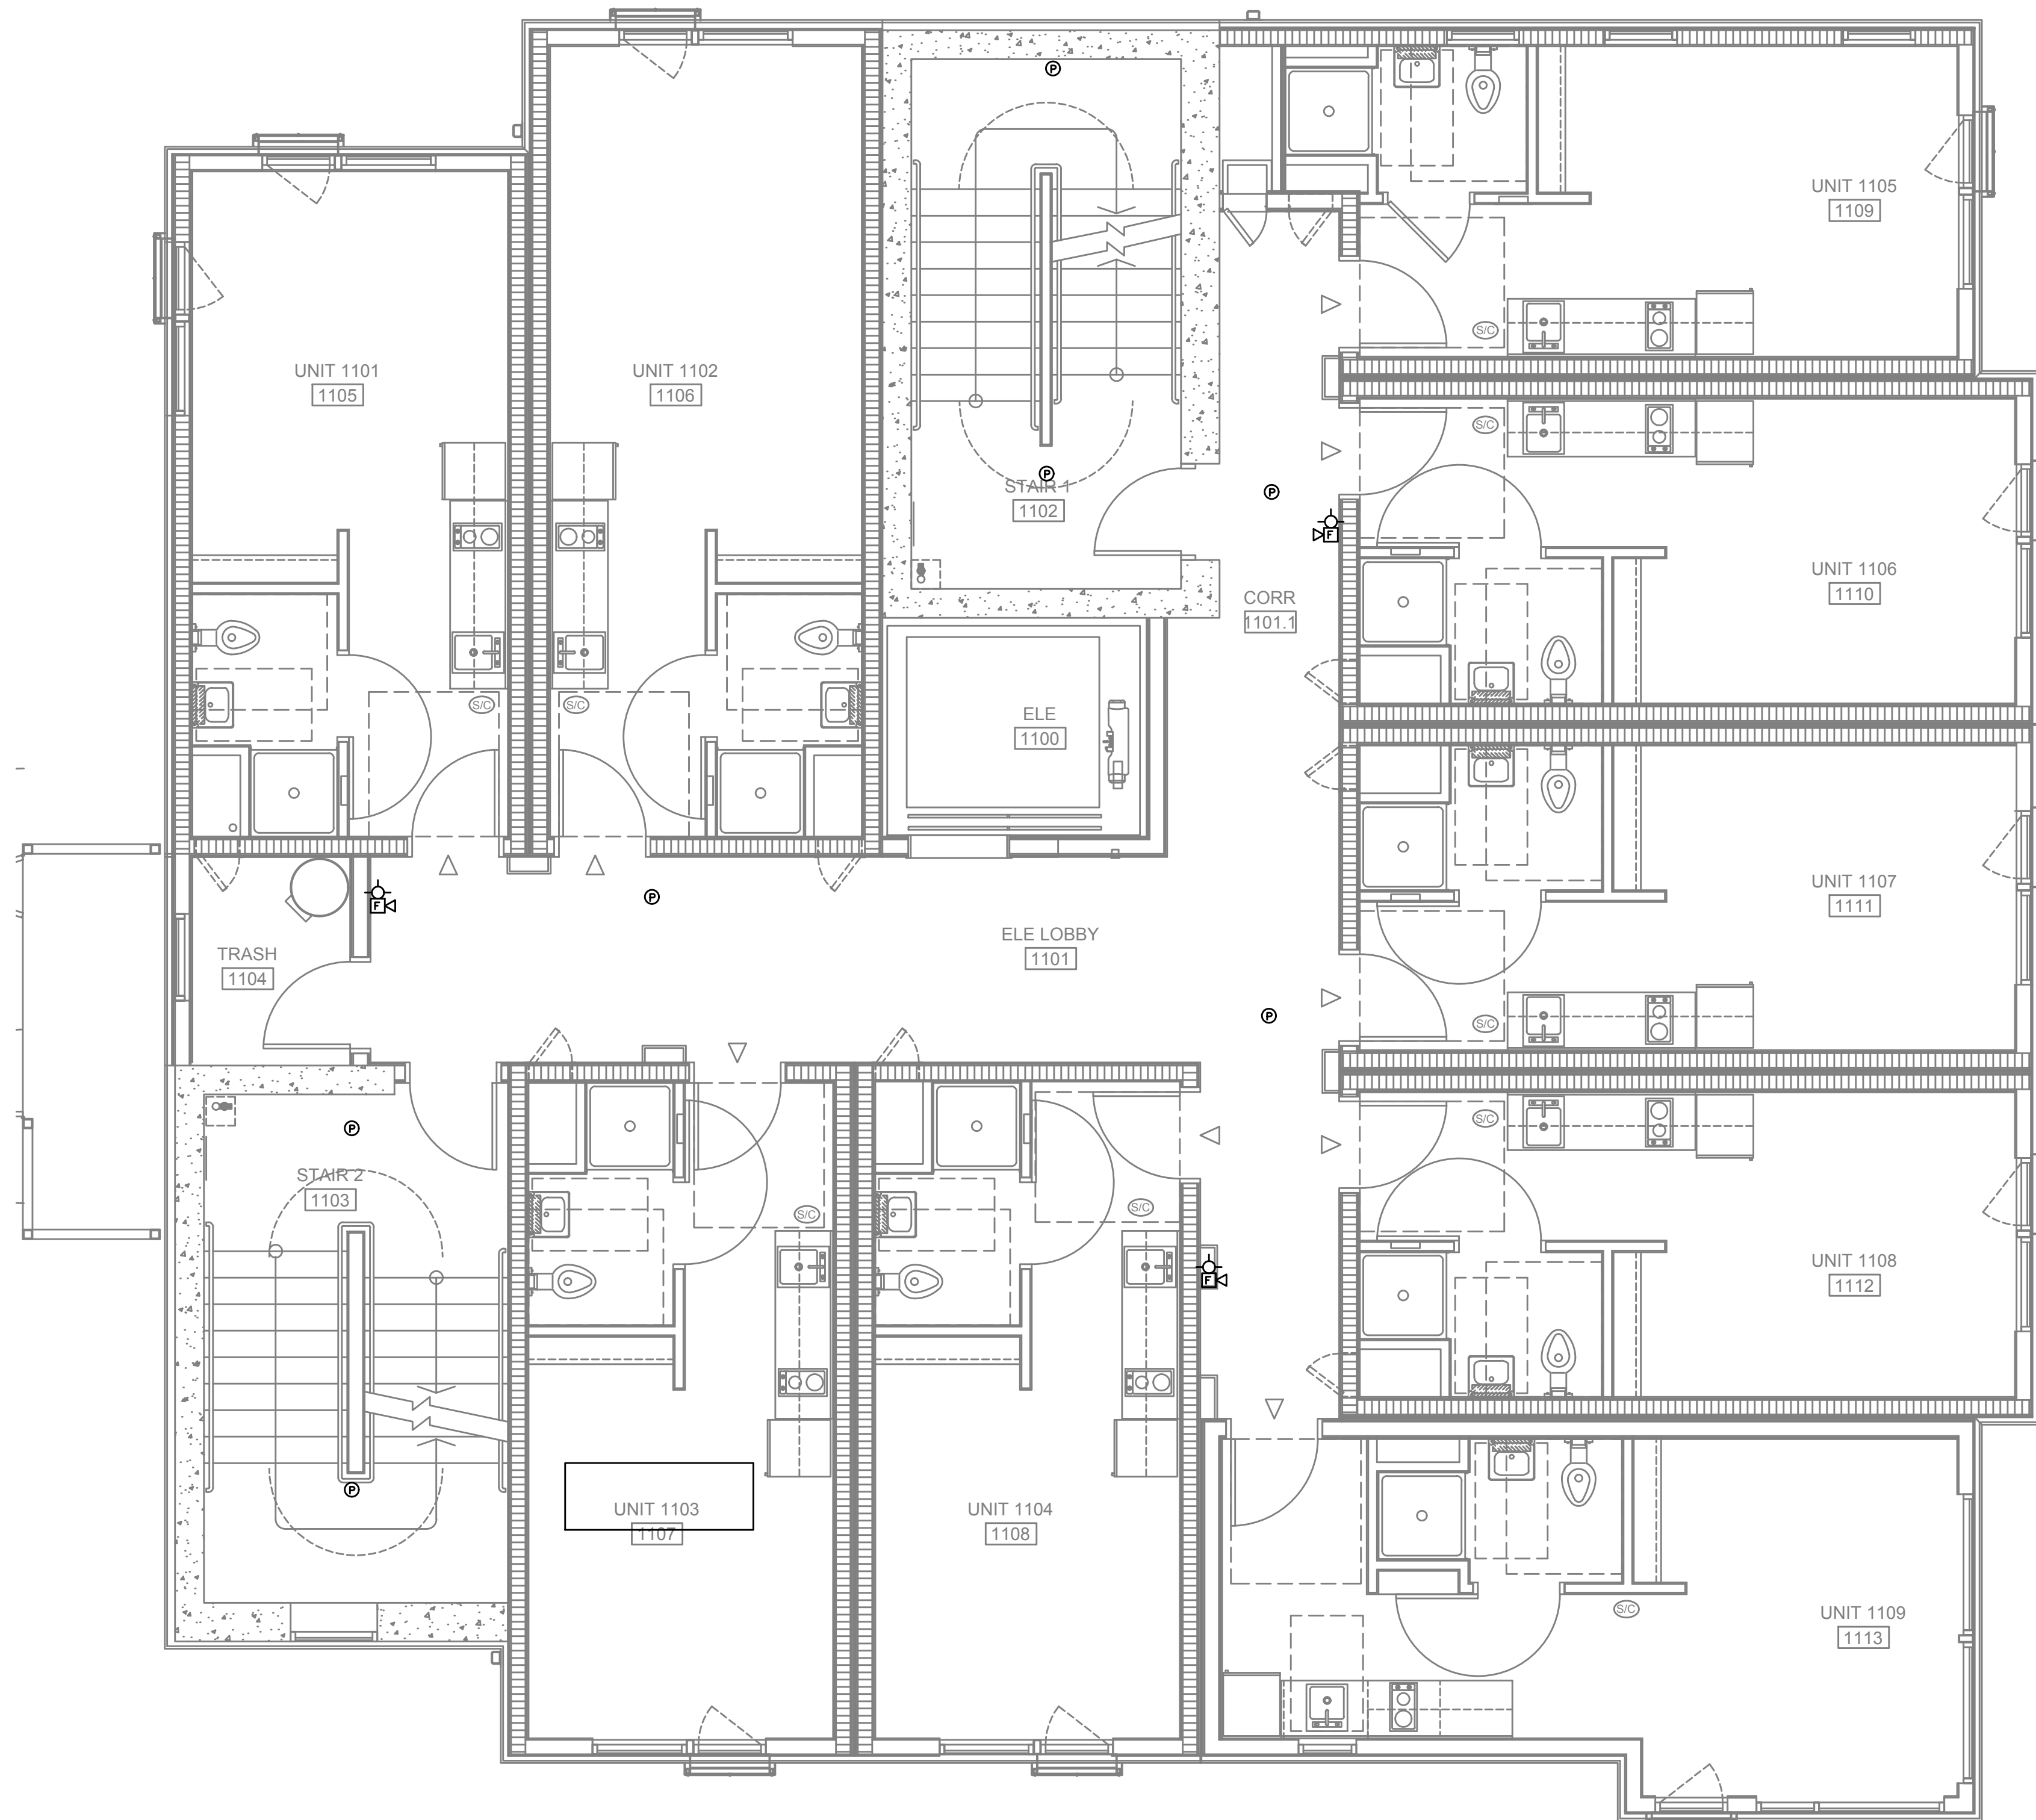 P
UNIT 1105
1109
S/C
UNIT 1101
1105
UNIT 1102
1106
S/C
P
STAIR 1
1102
P
F
UNIT 1106
1110
CORR
1101.1
S/C
S/C
ELE
1100
F
P
UNIT 1107
1111
TRASH
1104
ELE LOBBY
1101
P
S/C
S/C
P
STAIR 2
1103
S/C
S/C
F
UNIT 1108
1112
P
UNIT 1103
1107
UNIT 1104
1108
S/C
UNIT 1109
1113